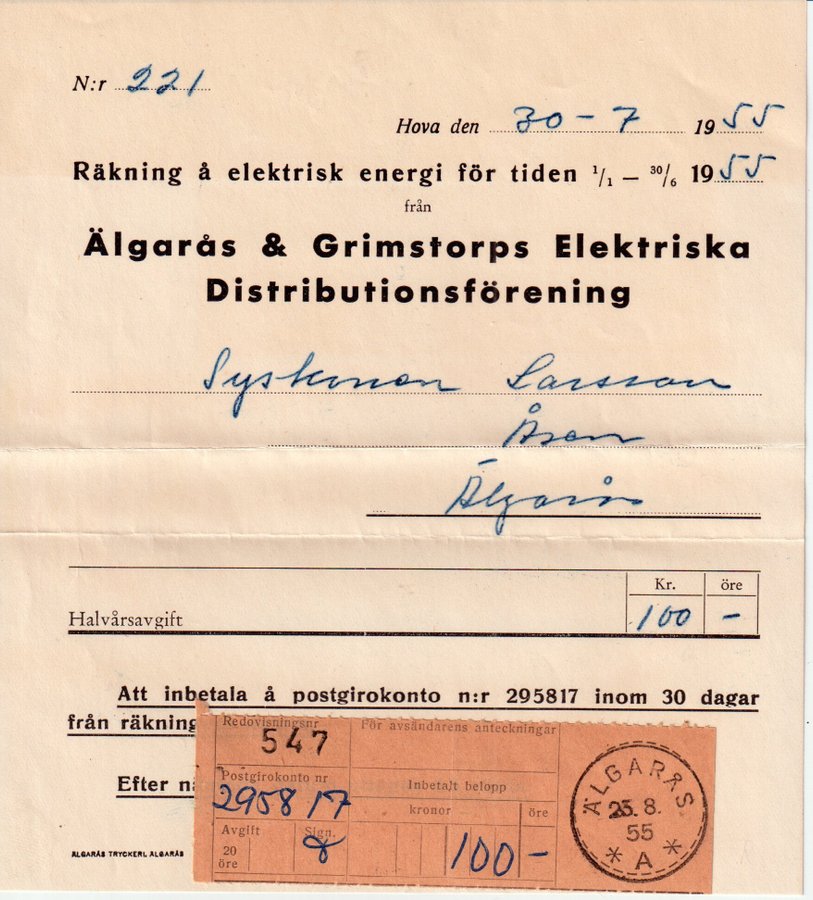 N:r 221
Hova den 30-7 1955
Räkning å elektrisk energi för tiden 1/1 — 30/6 1955
från
Älgarås & Grimstorps Elektriska
Distributionsförening
Syskonen Larsson
Åsen
Älgarås
Kr. öre
Halvårsavgift 100 -
Att inbetala å postgirokonto n:r 295817 inom 30 dagar
från räkning
Efter n
Redovisningsnr För avsändarens anteckningar
547
Postgirokonto nr Inbetalt belopp
295817 kronor öre
Avgift Sign.
20
öre 100 -
ÄLGARÅS
8.
55
* A *
ÄLGARÅS TRYCKERI, ÄLGARÅS